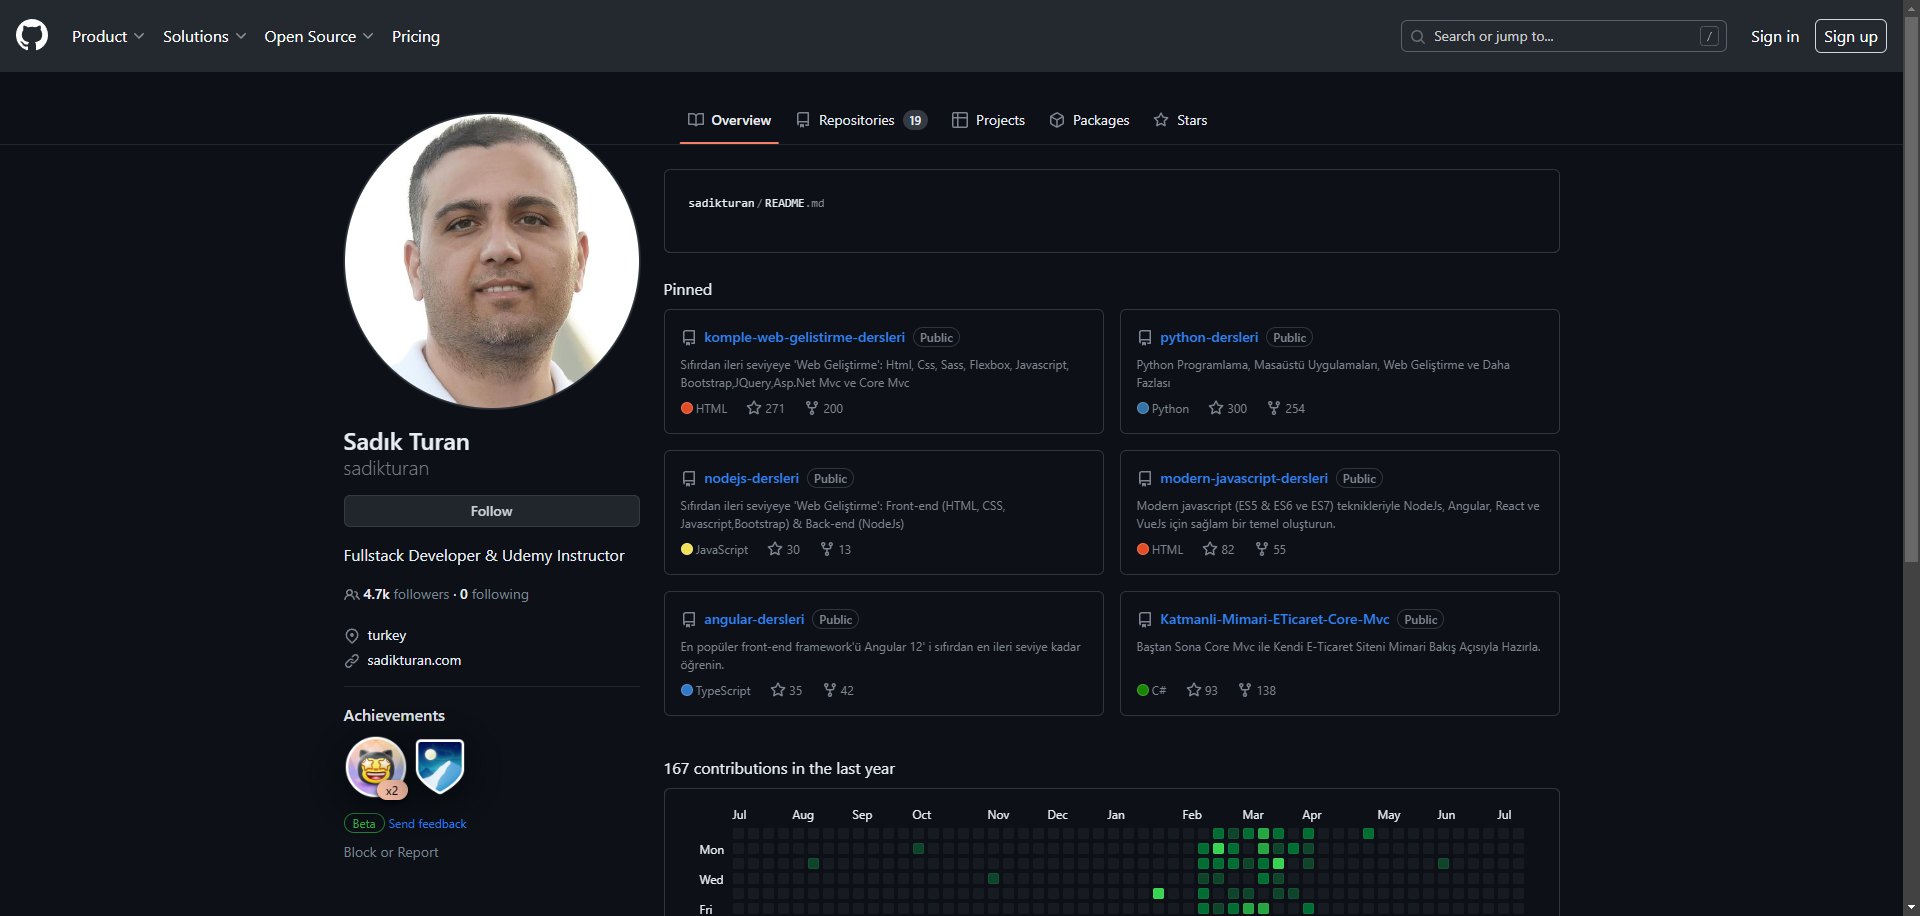 Product
Solutions
Open Source
Pricing
Search or jump to...
/
Sign in
Sign up
Overview
Repositories 19
Projects
Packages
Stars
Sadık Turan
sadikturan
Follow
Fullstack Developer & Udemy Instructor
4.7k followers · 0 following
turkey
sadikturan.com
Achievements
x2
Beta Send feedback
Block or Report
sadikturan/README.md
Pinned
komple-web-gelistirme-dersleri Public
Sıfırdan ileri seviyeye 'Web Geliştirme': Html, Css, Sass, Flexbox, Javascript,
Bootstrap,JQuery,Asp.Net Mvc ve Core Mvc
HTML 271 200
python-dersleri Public
Python Programlama, Masaüstü Uygulamaları, Web Geliştirme ve Daha
Fazlası
Python 300 254
nodejs-dersleri Public
Sıfırdan ileri seviyeye 'Web Geliştirme': Front-end (HTML, CSS,
Javascript,Bootstrap) & Back-end (NodeJs)
JavaScript 30 13
modern-javascript-dersleri Public
Modern javascript (ES5 & ES6 ve ES7) teknikleriyle NodeJs, Angular, React ve
VueJs için sağlam bir temel oluşturun.
HTML 82 55
angular-dersleri Public
En popüler front-end framework'ü Angular 12' i sıfırdan en ileri seviye kadar
öğrenin.
TypeScript 35 42
Katmanli-Mimari-ETicaret-Core-Mvc Public
Baştan Sona Core Mvc ile Kendi E-Ticaret Siteni Mimari Bakış Açısıyla Hazırla.
C# 93 138
167 contributions in the last year
Jul Aug Sep Oct Nov Dec Jan Feb Mar Apr May Jun Jul
Mon
Wed
Fri